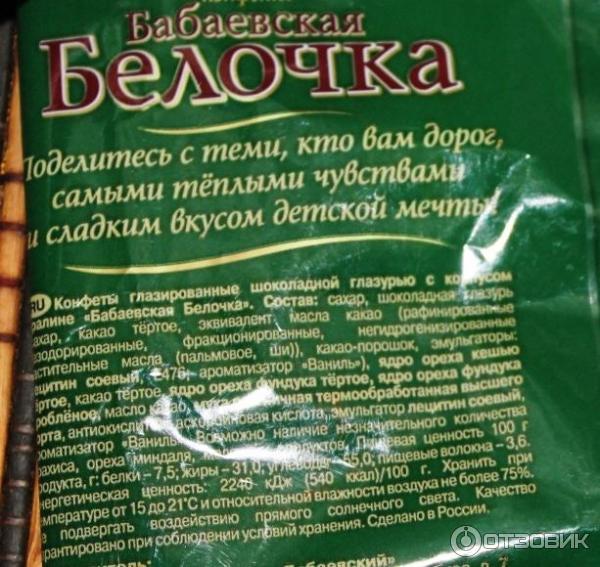 Бабаевская
Белочка
Поделитесь с теми, кто вам дорог,
самыми тёплыми чувствами
и сладким вкусом детской мечты!
RU Конфеты глазированные шоколадной глазурью с корпусом
пралине «Бабаевская Белочка». Состав: сахар, шоколадная глазурь
сахар, какао тёртое, эквивалент масла какао (рафинированные
дезодорированные, фракционированные, негидрогенизированные
растительные масла (пальмовое, ши)), какао-порошок, эмульгаторы:
лецитин соевый, E476, ароматизатор «Ваниль»), ядро ореха кешью
тёртое, какао тёртое, ядро ореха фундука тёртое, ядро ореха фундука
дроблёное, масло какао, мука термообработанная высшего
сорта, аскорбиновая кислота, эмульгатор лецитин соевый,
ароматизатор «Ваниль». Возможно наличие незначительного количества
арахиса, ореха миндаля, продуктов. Пищевая ценность 100 г
продукта, г: белки – 7,5; жиры – 31,0; углеводы – 55,0; пищевые волокна – 3,6.
Энергетическая ценность: 2246 кДж (540 ккал)/100 г. Хранить при
температуре от 15 до 21°С и относительной влажности воздуха не более 75%.
Не подвергать воздействию прямого солнечного света. Качество
гарантировано при соблюдении условий хранения. Сделано в России.
Бабаевский"
ОТЗОВИК